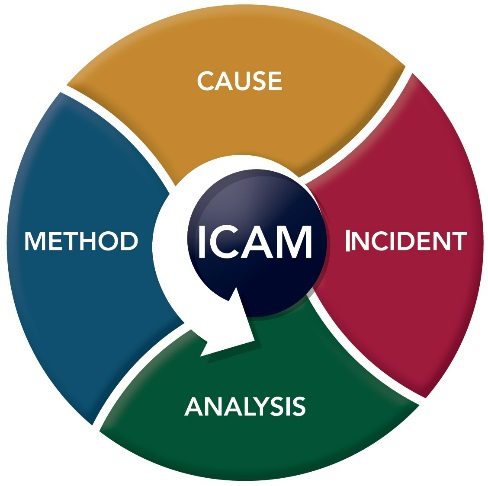 CAUSE
METHOD
ICAM
INCIDENT
ANALYSIS